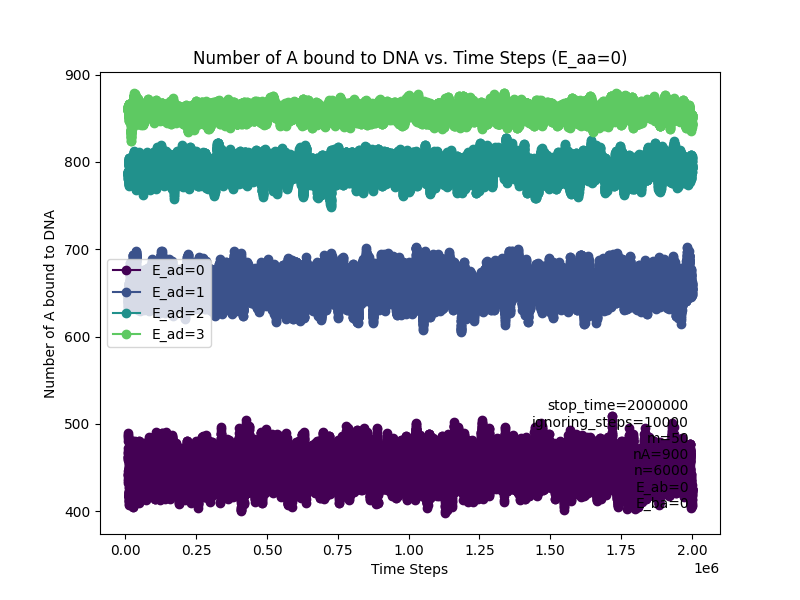 Number of A bound to DNA vs. Time Steps (E_aa=0)
Number of A bound to DNA
900
800
700
600
500
400
E_ad=0
E_ad=1
E_ad=2
E_ad=3
stop_time=2000000
ignoring_steps=10000
m=50
nA=900
n=6000
E_ab=0
E_ba=0
0.00 0.25 0.50 0.75 1.00 1.25 1.50 1.75 2.00
1e6
Time Steps